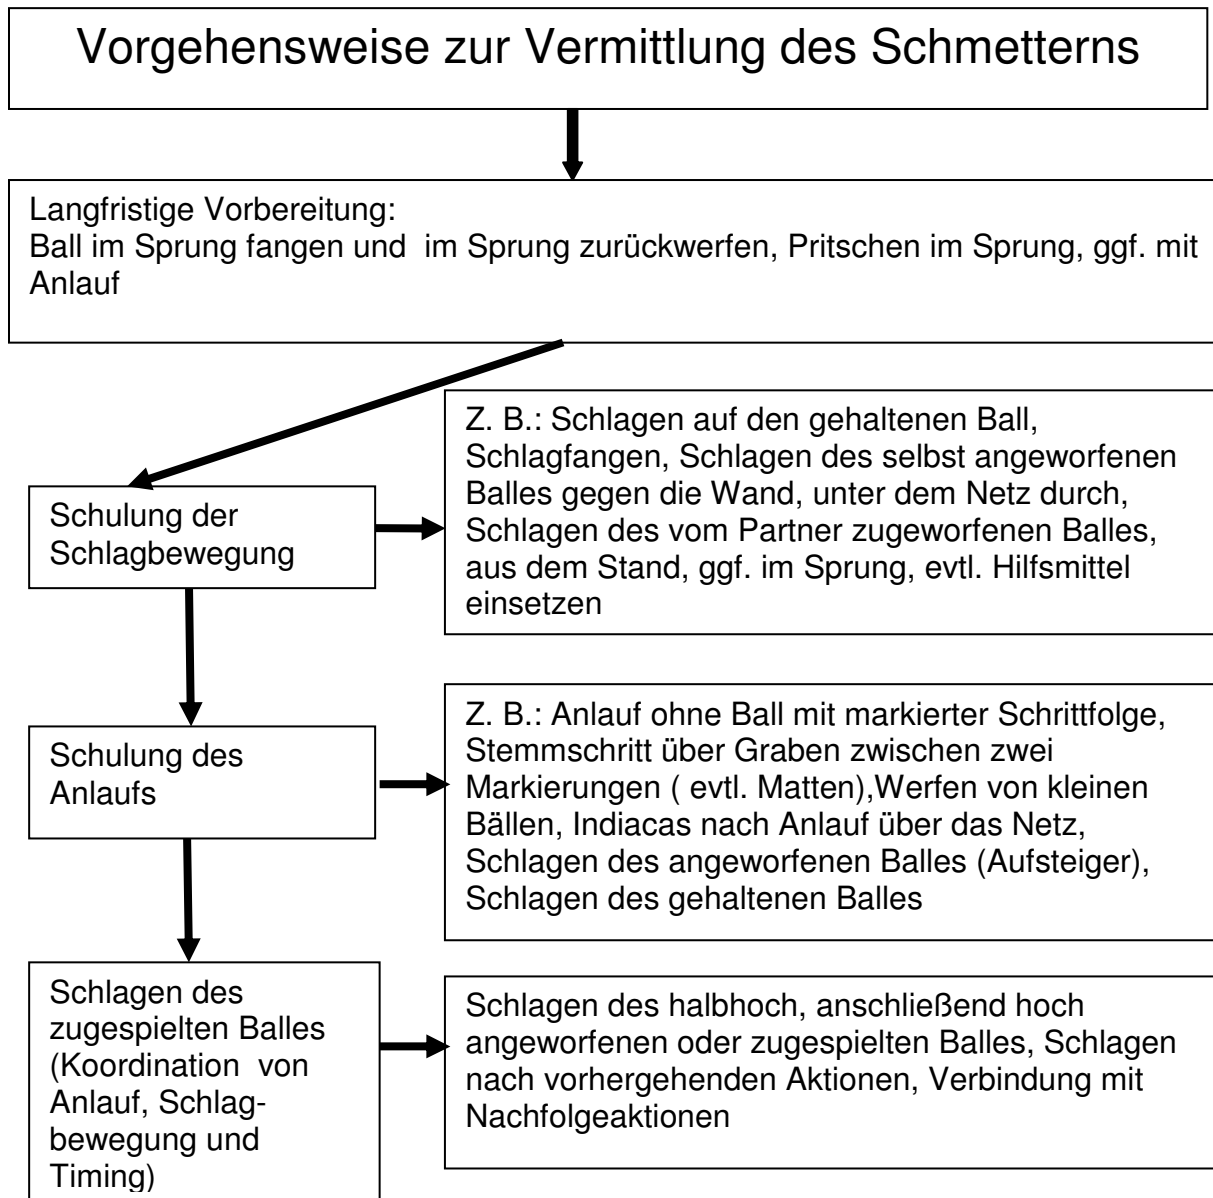 Vorgehensweise zur Vermittlung des Schmetterns
Langfristige Vorbereitung:
Ball im Sprung fangen und  im Sprung zurückwerfen, Pritschen im Sprung, ggf. mit
Anlauf
Schulung der
Schlagbewegung
Z. B.: Schlagen auf den gehaltenen Ball,
Schlagfangen, Schlagen des selbst angeworfenen
Balles gegen die Wand, unter dem Netz durch,
Schlagen des vom Partner zugeworfenen Balles,
aus dem Stand, ggf. im Sprung, evtl. Hilfsmittel
einsetzen
Schulung des
Anlaufs
Z. B.: Anlauf ohne Ball mit markierter Schrittfolge,
Stemmschritt über Graben zwischen zwei
Markierungen ( evtl. Matten),Werfen von kleinen
Bällen, Indiacas nach Anlauf über das Netz,
Schlagen des angeworfenen Balles (Aufsteiger),
Schlagen des gehaltenen Balles
Schlagen des
zugespielten Balles
(Koordination  von
Anlauf, Schlag-
bewegung und
Timing)
Schlagen des halbhoch, anschließend hoch
angeworfenen oder zugespielten Balles, Schlagen
nach vorhergehenden Aktionen, Verbindung mit
Nachfolgeaktionen